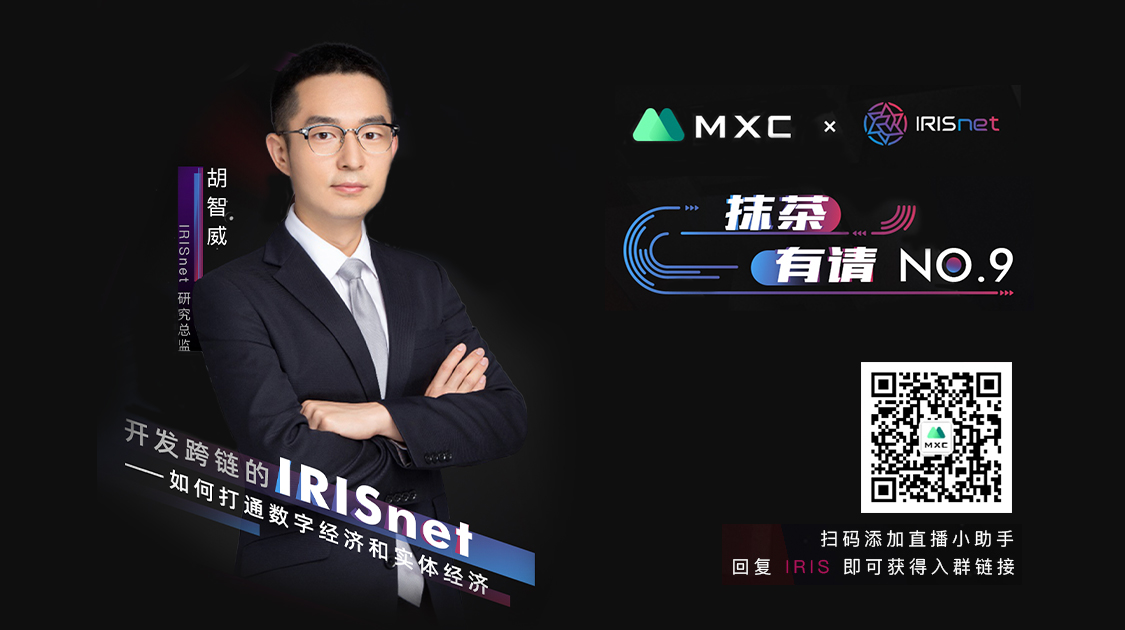 胡智威
IRISnet 研究总监
开发跨链的IRISnet
——如何打通数字经济和实体经济
MXC × IRISnet
抹茶
有请 NO.9
MXC
扫码添加直播小助手
回复 IRIS 即可获得入群链接